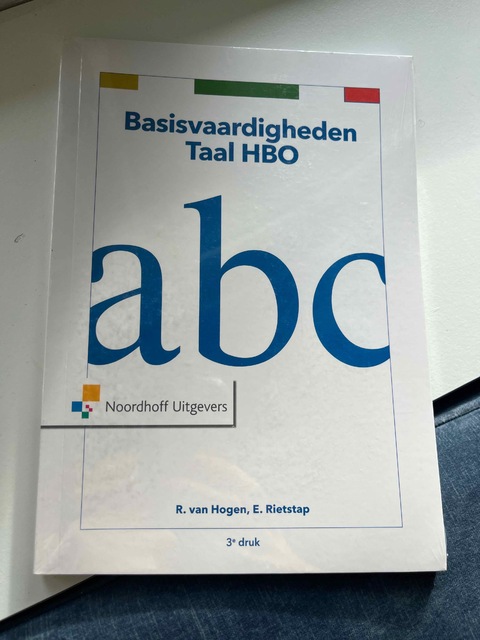 Basisvaardigheden
Taal HBO
abc
Noordhoff Uitgevers
R. van Hogen, E. Rietstap
3e druk